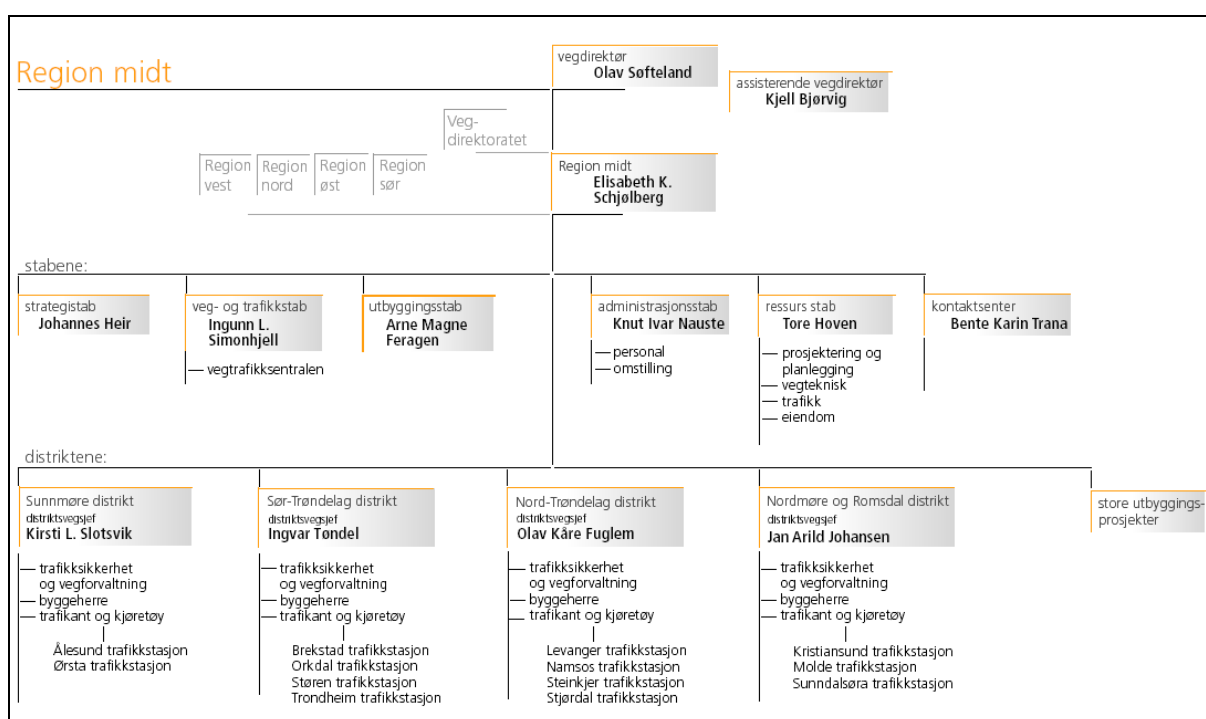 Region midt
vegdirektør
Olav Søfteland
assisterende vegdirektør
Kjell Bjørvig
Veg-
direktoratet
Region
vest
Region
nord
Region
øst
Region
sør
Region midt
Elisabeth K.
Schjølberg
stabene:
strategistab
Johannes Heir
veg- og trafikkstab
Ingunn L.
Simonhjell
vegtrafikksentralen
utbyggingsstab
Arne Magne
Feragen
administrasjonsstab
Knut Ivar Nauste
personal
omstilling
ressurs stab
Tore Hoven
prosjektering og
planlegging
vegteknisk
trafikk
eiendom
kontaktsenter
Bente Karin Trana
distriktene:
Sunnmøre distrikt
distriktsvegsjef
Kirsti L. Slotsvik
trafikksikkerhet
og vegforvaltning
byggeherre
trafikant og kjøretøy
Ålesund trafikkstasjon
Ørsta trafikkstasjon
Sør-Trøndelag distrikt
distriktsvegsjef
Ingvar Tøndel
trafikksikkerhet
og vegforvaltning
byggeherre
trafikant og kjøretøy
Brekstad trafikkstasjon
Orkdal trafikkstasjon
Støren trafikkstasjon
Trondheim trafikkstasjon
Nord-Trøndelag distrikt
distriktsvegsjef
Olav Kåre Fuglem
trafikksikkerhet
og vegforvaltning
byggeherre
trafikant og kjøretøy
Levanger trafikkstasjon
Namsos trafikkstasjon
Steinkjer trafikkstasjon
Stjørdal trafikkstasjon
Nordmøre og Romsdal distrikt
distriktsvegsjef
Jan Arild Johansen
trafikksikkerhet
og vegforvaltning
byggeherre
trafikant og kjøretøy
Kristiansund trafikkstasjon
Molde trafikkstasjon
Sunndalsøra trafikkstasjon
store utbyggings-
prosjekter